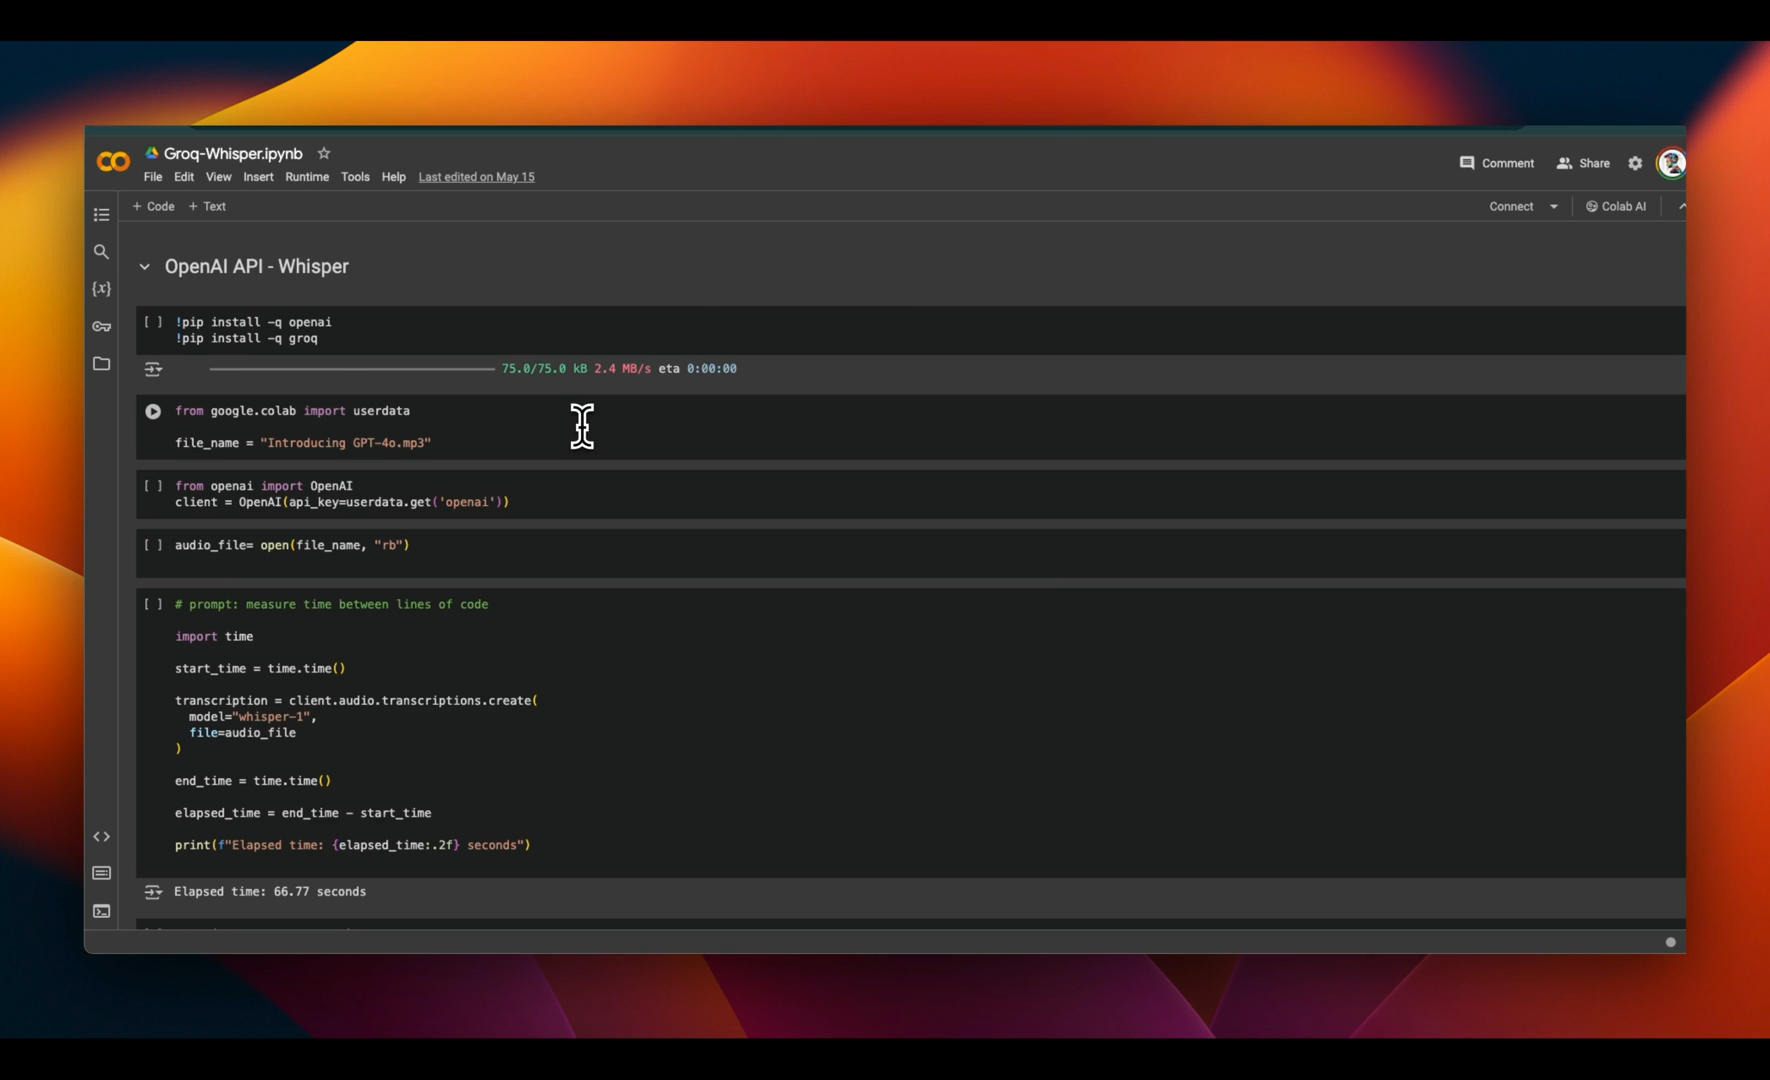 Groq-Whisper.ipynb
Comment
Share
File Edit View Insert Runtime Tools Help Last edited on May 15
+ Code + Text
Connect
Colab AI
OpenAI API - Whisper
{x}
[ ] !pip install -q openai
!pip install -q groq
75.0/75.0 kB 2.4 MB/s eta 0:00:00
from google.colab import userdata
file_name = "Introducing GPT-4o.mp3"
[ ] from openai import OpenAI
client = OpenAI(api_key=userdata.get('openai'))
[ ] audio_file= open(file_name, "rb")
[ ] # prompt: measure time between lines of code
import time
start_time = time.time()
transcription = client.audio.transcriptions.create(
model="whisper-1",
file=audio_file
)
end_time = time.time()
elapsed_time = end_time - start_time
print(f"Elapsed time: {elapsed_time:.2f} seconds")
Elapsed time: 66.77 seconds